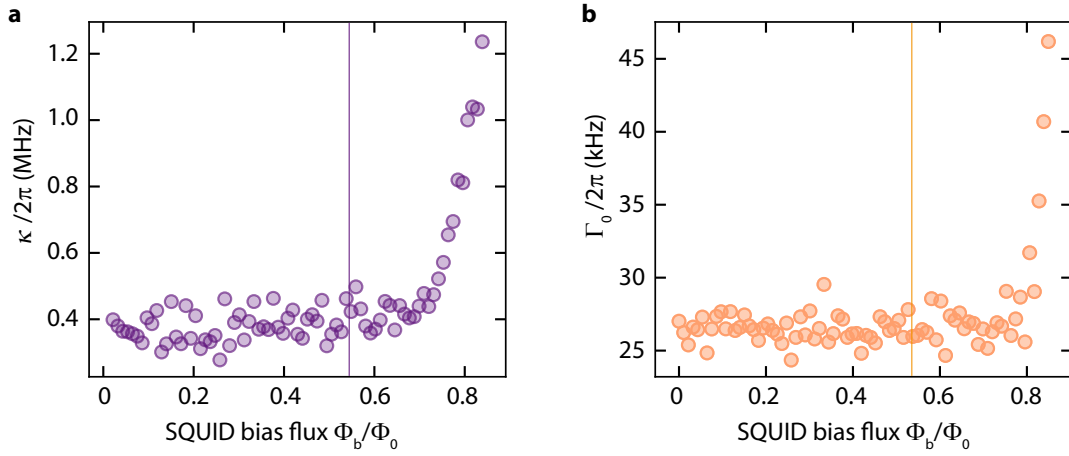 a
1.2
1.0
0.8
0.6
0.4
κ/2π (MHz)
0 0.2 0.4 0.6 0.8
SQUID bias flux Φb/Φ0
b
45
40
35
30
25
Γ0/2π (kHz)
0 0.2 0.4 0.6 0.8
SQUID bias flux Φb/Φ0